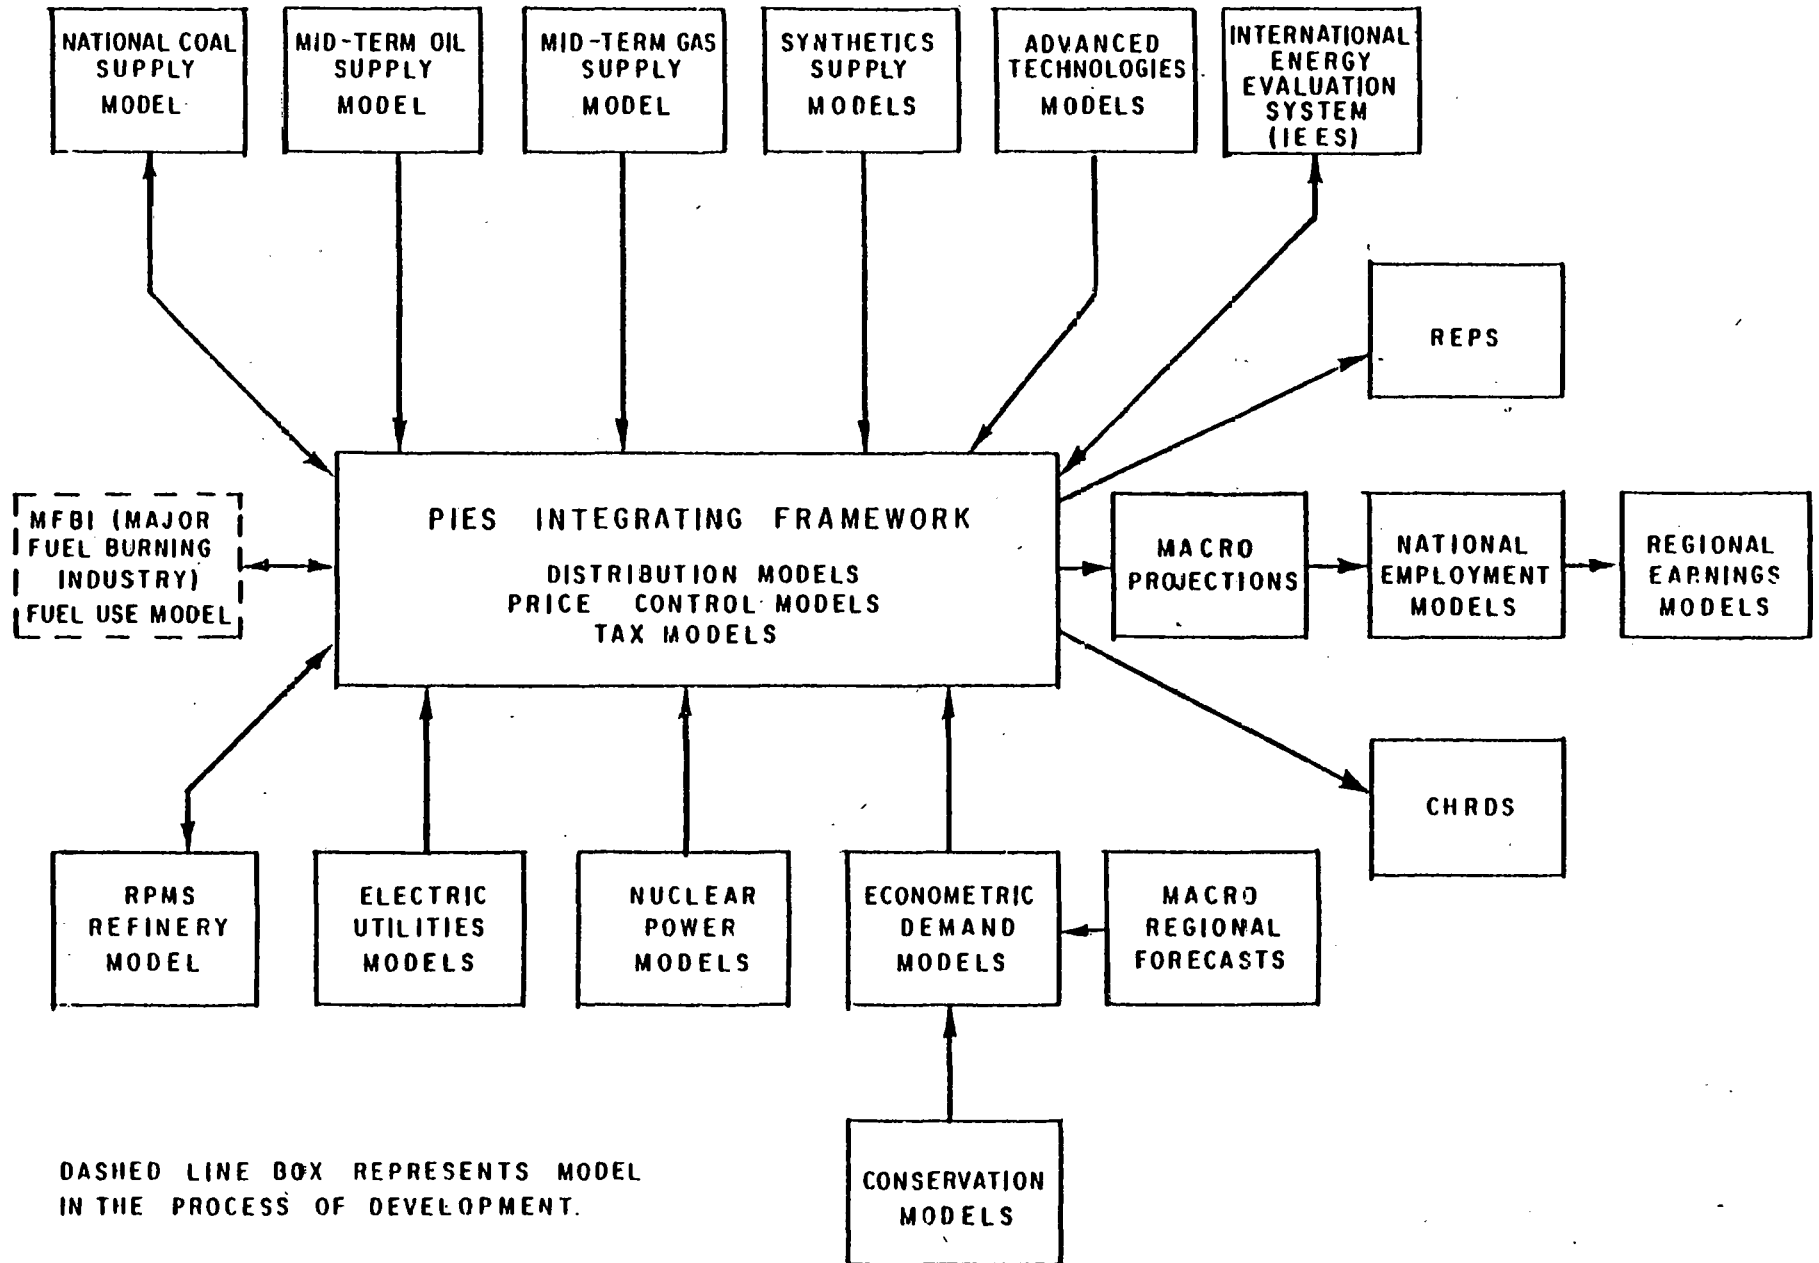 NATIONAL COAL
SUPPLY
MODEL
MID-TERM OIL
SUPPLY
MODEL
MID-TERM GAS
SUPPLY
MODEL
SYNTHETICS
SUPPLY
MODELS
ADVANCED
TECHNOLOGIES
MODELS
INTERNATIONAL
ENERGY
EVALUATION
SYSTEM
(IEES)
REPS
MFBI (MAJOR
FUEL BURNING
INDUSTRY)
FUEL USE MODEL
PIES INTEGRATING FRAMEWORK
DISTRIBUTION MODELS
PRICE CONTROL MODELS
TAX MODELS
MACRO
PROJECTIONS
NATIONAL
EMPLOYMENT
MODELS
REGIONAL
EARNINGS
MODELS
CHRDS
RPMS
REFINERY
MODEL
ELECTRIC
UTILITIES
MODELS
NUCLEAR
POWER
MODELS
ECONOMETRIC
DEMAND
MODELS
MACRO
REGIONAL
FORECASTS
CONSERVATION
MODELS
DASHED LINE BOX REPRESENTS MODEL
IN THE PROCESS OF DEVELOPMENT.